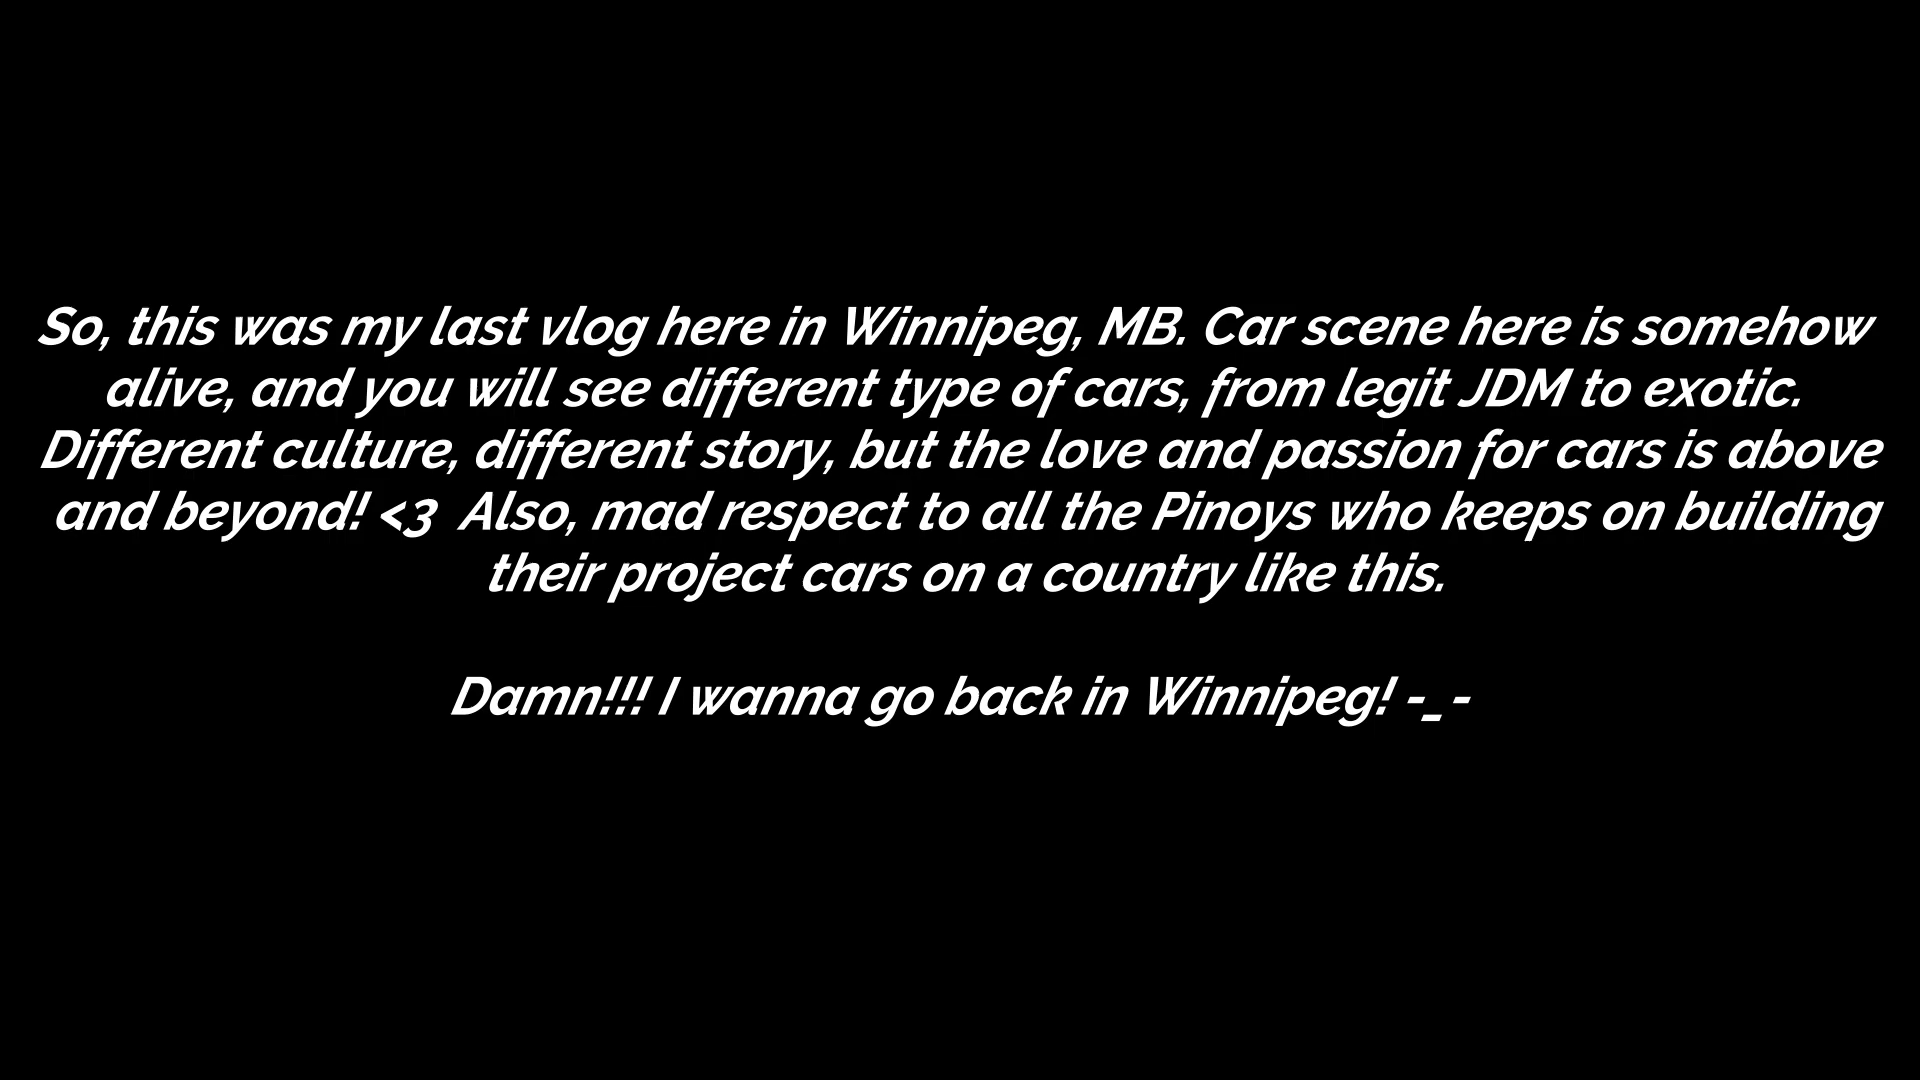 So, this was my last vlog here in Winnipeg, MB. Car scene here is somehow
alive, and you will see different type of cars, from legit JDM to exotic.
Different culture, different story, but the love and passion for cars is above
and beyond! <3  Also, mad respect to all the Pinoys who keeps on building
their project cars on a country like this.
Damn!!! I wanna go back in Winnipeg! -_-